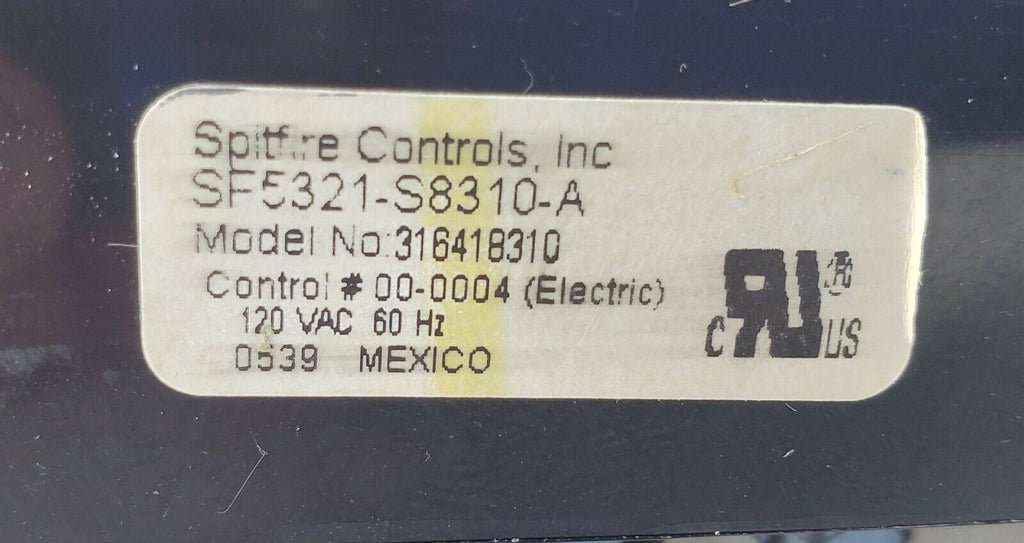 Spitfire Controls, Inc
SF5321-S8310-A
Model No:316418310
Control # 00-0004 (Electric)
120 VAC 60 Hz
0539 MEXICO
C RU® US